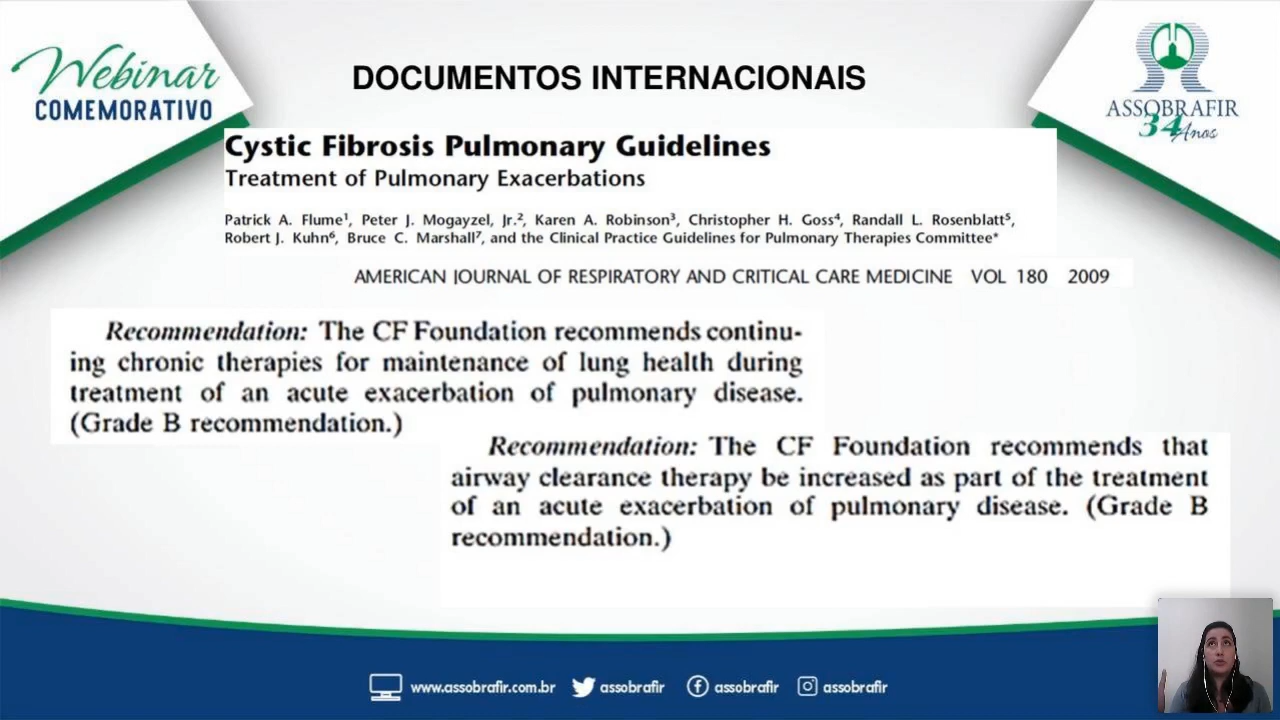 Webinar
COMEMORATIVO
DOCUMENTOS INTERNACIONAIS
ASSOBRAFIR
34 Anos
Cystic Fibrosis Pulmonary Guidelines
Treatment of Pulmonary Exacerbations
Patrick A. Flume¹, Peter J. Mogayzel, Jr.², Karen A. Robinson³, Christopher H. Goss⁴, Randall L. Rosenblatt⁵,
Robert J. Kuhn⁶, Bruce C. Marshall⁷, and the Clinical Practice Guidelines for Pulmonary Therapies Committee*
AMERICAN JOURNAL OF RESPIRATORY AND CRITICAL CARE MEDICINE VOL 180 2009
Recommendation: The CF Foundation recommends continu-
ing chronic therapies for maintenance of lung health during
treatment of an acute exacerbation of pulmonary disease.
(Grade B recommendation.)
Recommendation: The CF Foundation recommends that
airway clearance therapy be increased as part of the treatment
of an acute exacerbation of pulmonary disease. (Grade B
recommendation.)
www.assobrafir.com.br assobrafir assobrafir assobrafir